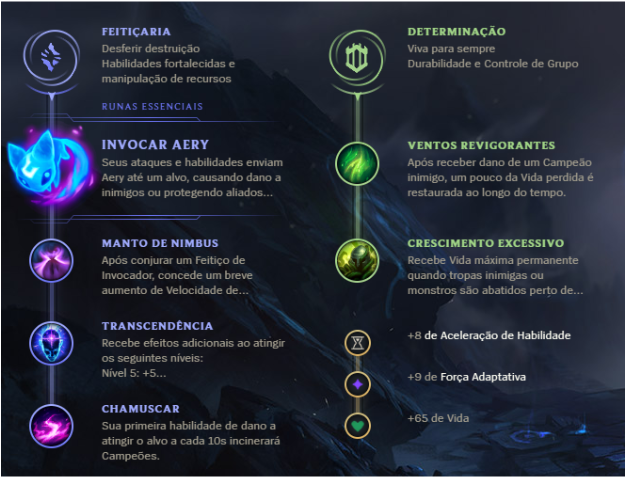 FEITIÇARIA
Desferir destruição
Habilidades fortalecidas e
manipulação de recursos
RUNAS ESSENCIAIS
INVOCAR AERY
Seus ataques e habilidades enviam
Aery até um alvo, causando dano a
inimigos ou protegendo aliados...
MANTO DE NIMBUS
Após conjurar um Feitiço de
Invocador, concede um breve
aumento de Velocidade de...
TRANSCENDÊNCIA
Recebe efeitos adicionais ao atingir
os seguintes níveis:
Nível 5: +5...
CHAMUSCAR
Sua primeira habilidade de dano a
atingir o alvo a cada 10s incinerará
Campeões.
DETERMINAÇÃO
Viva para sempre
Durabilidade e Controle de Grupo
VENTOS REVIGORANTES
Após receber dano de um Campeão
inimigo, um pouco da Vida perdida é
restaurada ao longo do tempo.
CRESCIMENTO EXCESSIVO
Recebe Vida máxima permanente
quando tropas inimigas ou
monstros são abatidos perto de...
+8 de Aceleração de Habilidade
+9 de Força Adaptativa
+65 de Vida